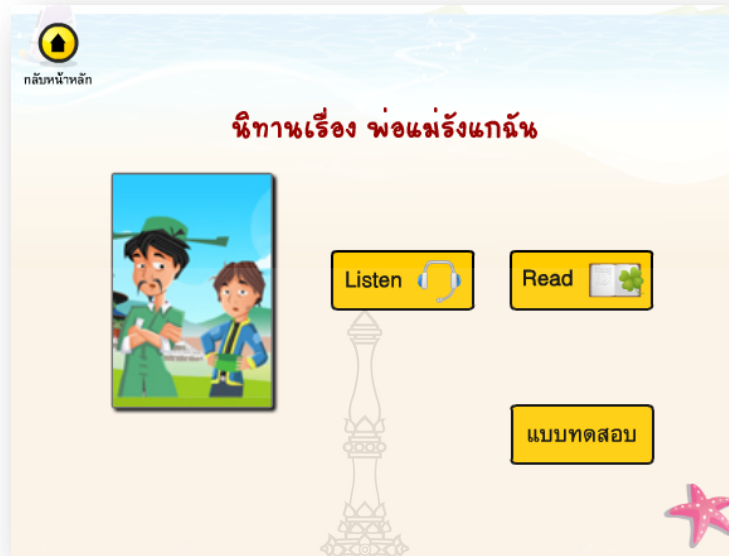 กลับหน้าหลัก
นิทานเรื่อง พ่อแม่รังแกฉัน
Listen
Read
แบบทดสอบ